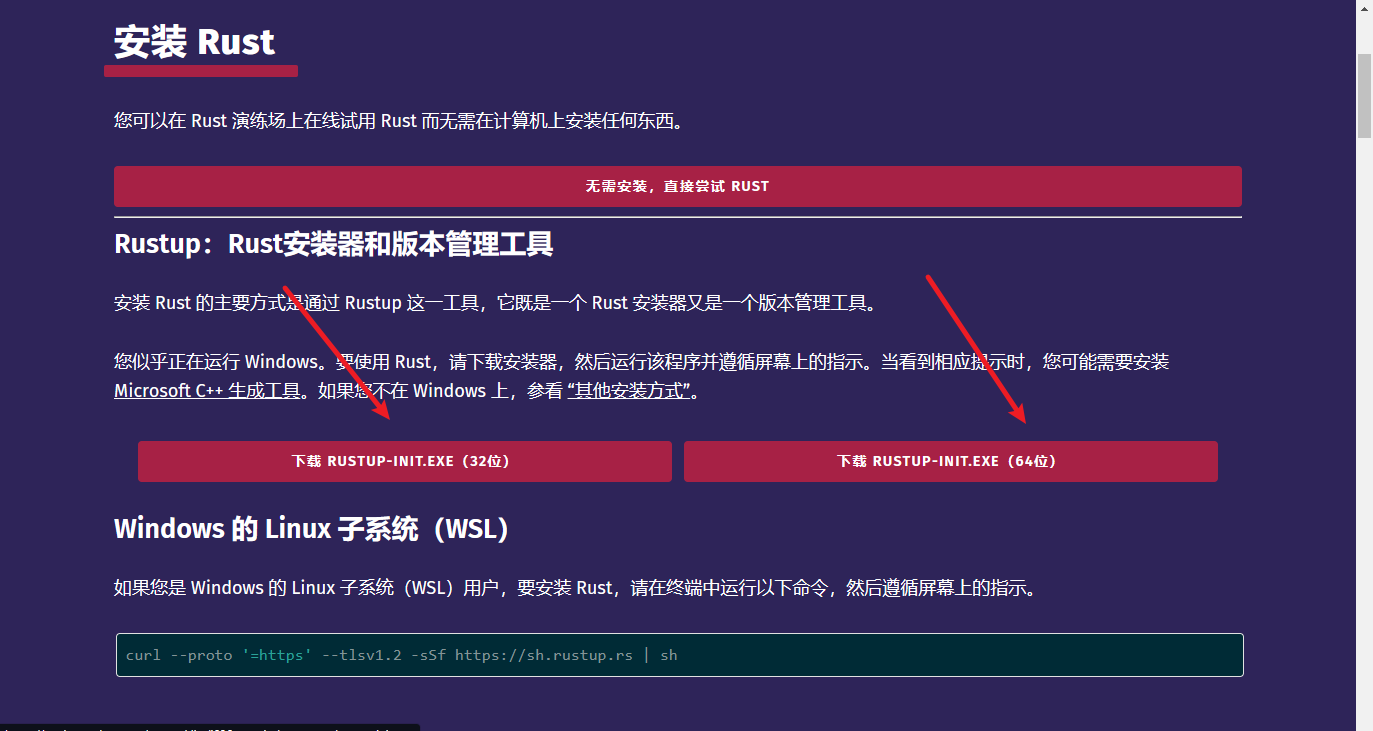 安装 Rust
您可以在 Rust 演练场上在线试用 Rust 而无需在计算机上安装任何东西。
无需安装，直接尝试 RUST
Rustup：Rust安装器和版本管理工具
安装 Rust 的主要方式是通过 Rustup 这一工具，它既是一个 Rust 安装器又是一个版本管理工具。
您似乎正在运行 Windows。要使用 Rust，请下载安装器，然后运行该程序并遵循屏幕上的指示。当看到相应提示时，您可能需要安装
Microsoft C++ 生成工具。如果您不在 Windows 上，参看 “其他安装方式”。
下载 RUSTUP-INIT.EXE（32位）
下载 RUSTUP-INIT.EXE（64位）
Windows 的 Linux 子系统（WSL）
如果您是 Windows 的 Linux 子系统（WSL）用户，要安装 Rust，请在终端中运行以下命令，然后遵循屏幕上的指示。
curl --proto '=https' --tlsv1.2 -sSf https://sh.rustup.rs | sh